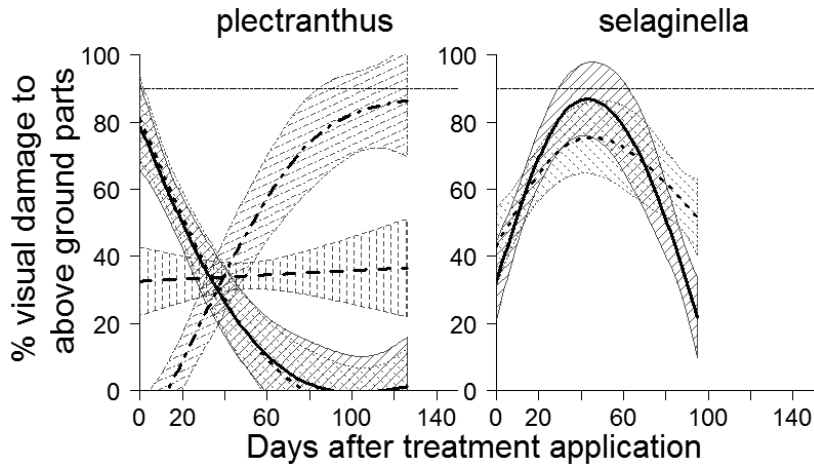 plectranthus selaginella
% visual damage to
above ground parts
100 100
80 80
60 60
40 40
20 20
0 0
0 20 60 100 140 0 20 60 100 140
Days after treatment application